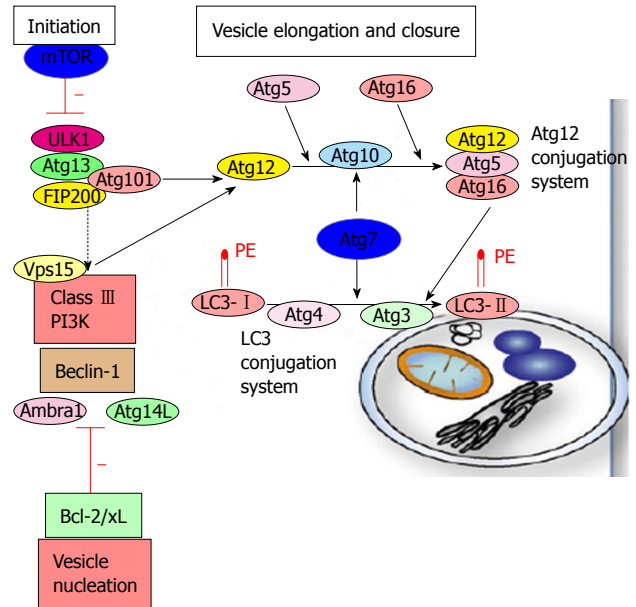 Initiation
mTOR
–
ULK1
Atg13
Atg101
FIP200
Vps15
Class Ⅲ
PI3K
Beclin-1
Ambra1
Atg14L
–
Bcl-2/xL
Vesicle
nucleation
Vesicle elongation and closure
Atg5
Atg16
Atg12
Atg10
Atg12
Atg5
Atg16
Atg12
conjugation
system
Atg7
PE
PE
LC3-Ⅰ
LC3-Ⅱ
Atg4
Atg3
LC3
conjugation
system